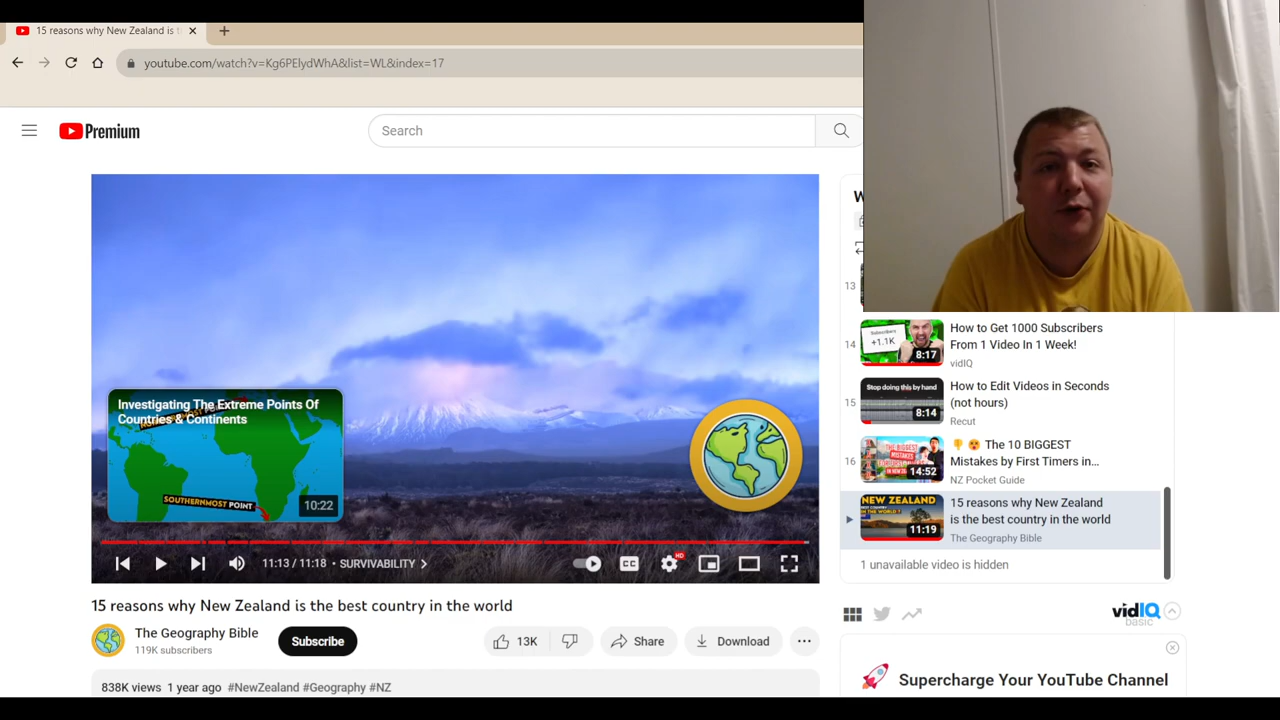 15 reasons why New Zealand is t
youtube.com/watch?v=Kg6PElydWhA&list=WL&index=17
Premium
Search
Investigating The Extreme Points Of
Countries & Continents
SOUTHERNMOST POINT
10:22
11:13 / 11:18 • SURVIVABILITY
CC
HD
15 reasons why New Zealand is the best country in the world
The Geography Bible
119K subscribers
Subscribe
13K
Share
Download
838K views 1 year ago #NewZealand #Geography #NZ
13
14
Subscribers
+1.1K
8:17
How to Get 1000 Subscribers
From 1 Video In 1 Week!
vidIQ
15
Stop doing this by hand
8:14
How to Edit Videos in Seconds
(not hours)
Recut
16
THE BIGGEST
MISTAKES
14:52
The 10 BIGGEST
Mistakes by First Timers in...
NZ Pocket Guide
NEW ZEALAND
11:19
15 reasons why New Zealand
is the best country in the world
The Geography Bible
1 unavailable video is hidden
vidIQ
basic
Supercharge Your YouTube Channel